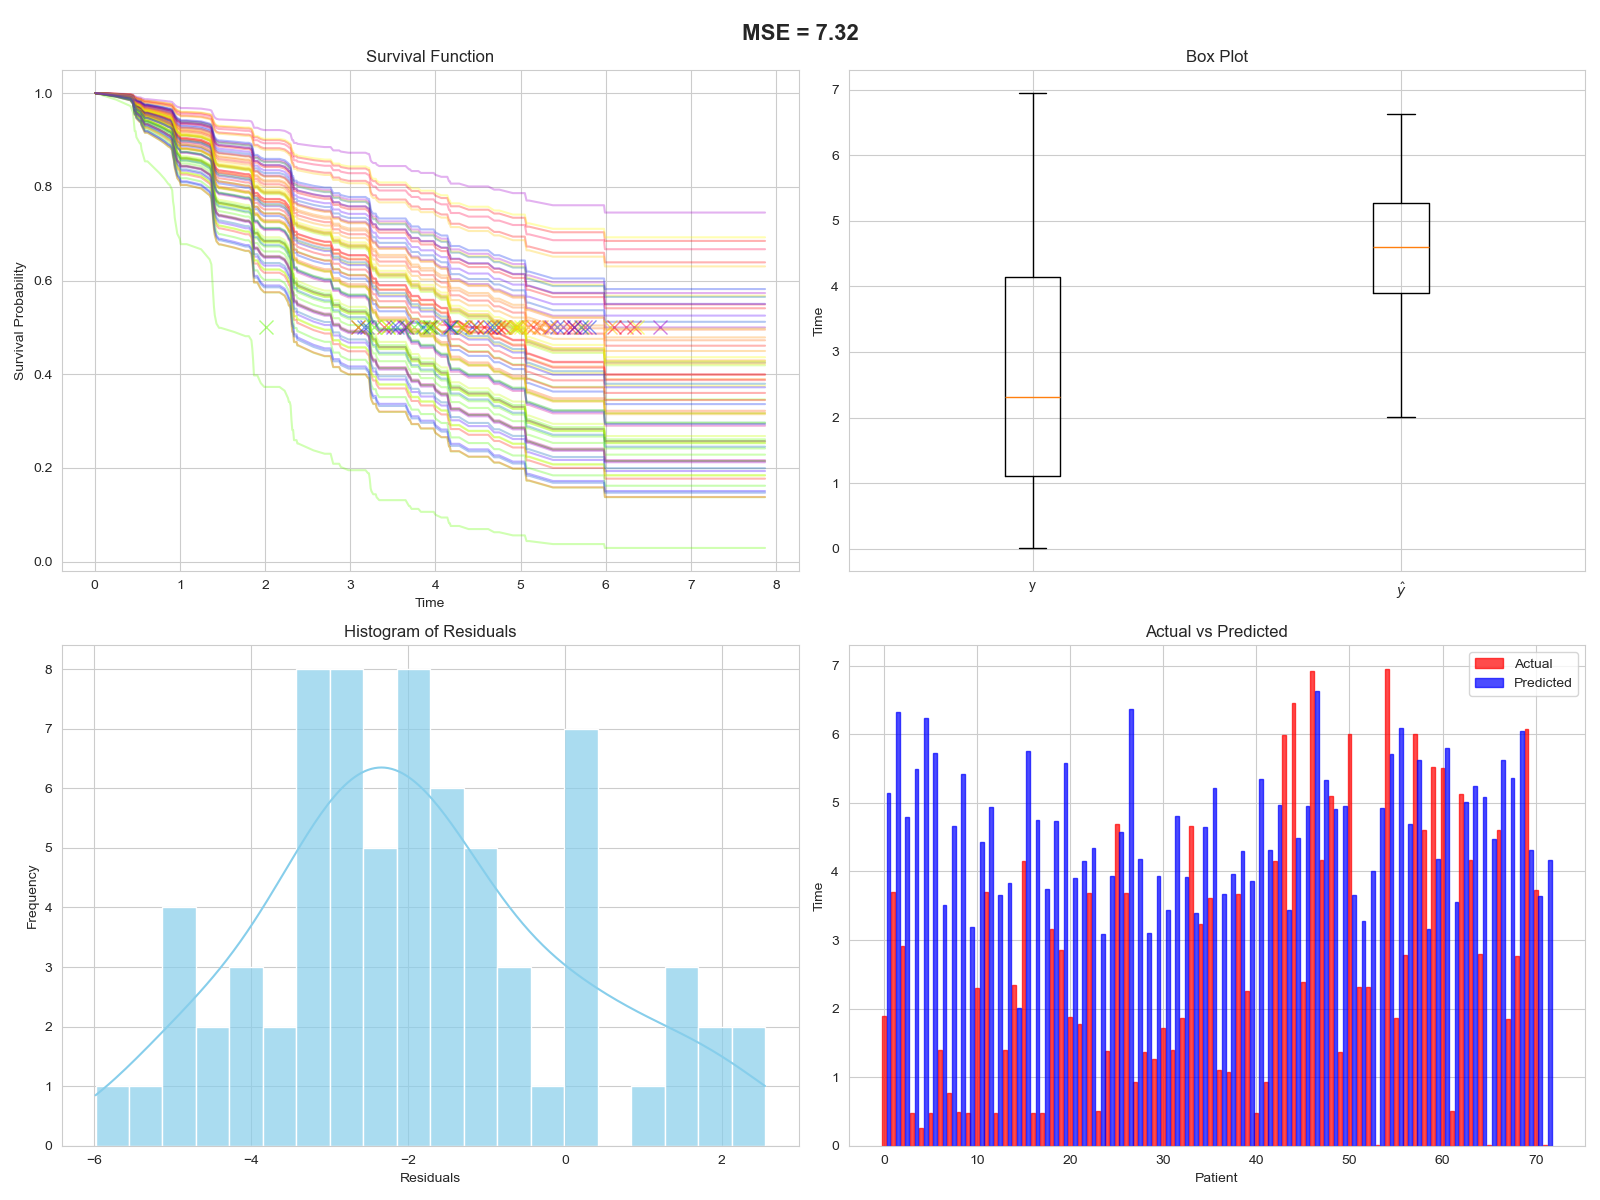 MSE = 7.32
Survival Function
1.0
0.8
0.6
0.4
0.2
0.0
Survival Probability
0 1 2 3 4 5 6 7 8
Time
Box Plot
7
6
5
4
3
2
1
0
Time
y ŷ
Histogram of Residuals
8
7
6
5
4
3
2
1
0
Frequency
−6 −4 −2 0 2
Residuals
Actual vs Predicted
Actual
Predicted
7
6
5
4
3
2
1
0
Time
0 10 20 30 40 50 60 70
Patient